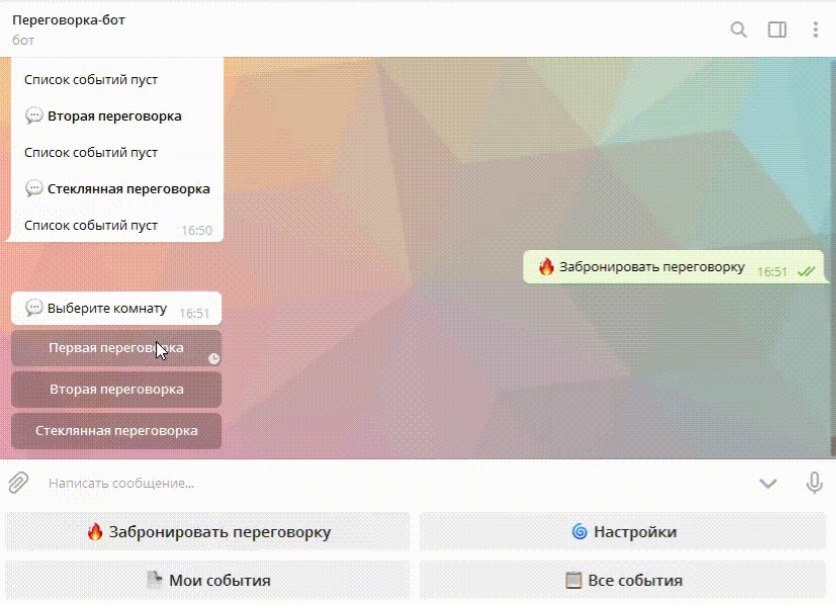 Переговорка-бот
бот
Список событий пуст
💬 Вторая переговорка
Список событий пуст
💬 Стеклянная переговорка
Список событий пуст 16:50
🔥 Забронировать переговорку 16:51
💬 Выберите комнату 16:51
Первая переговорка
Вторая переговорка
Стеклянная переговорка
Написать сообщение...
🔥 Забронировать переговорку
🌀 Настройки
Мои события
📋 Все события